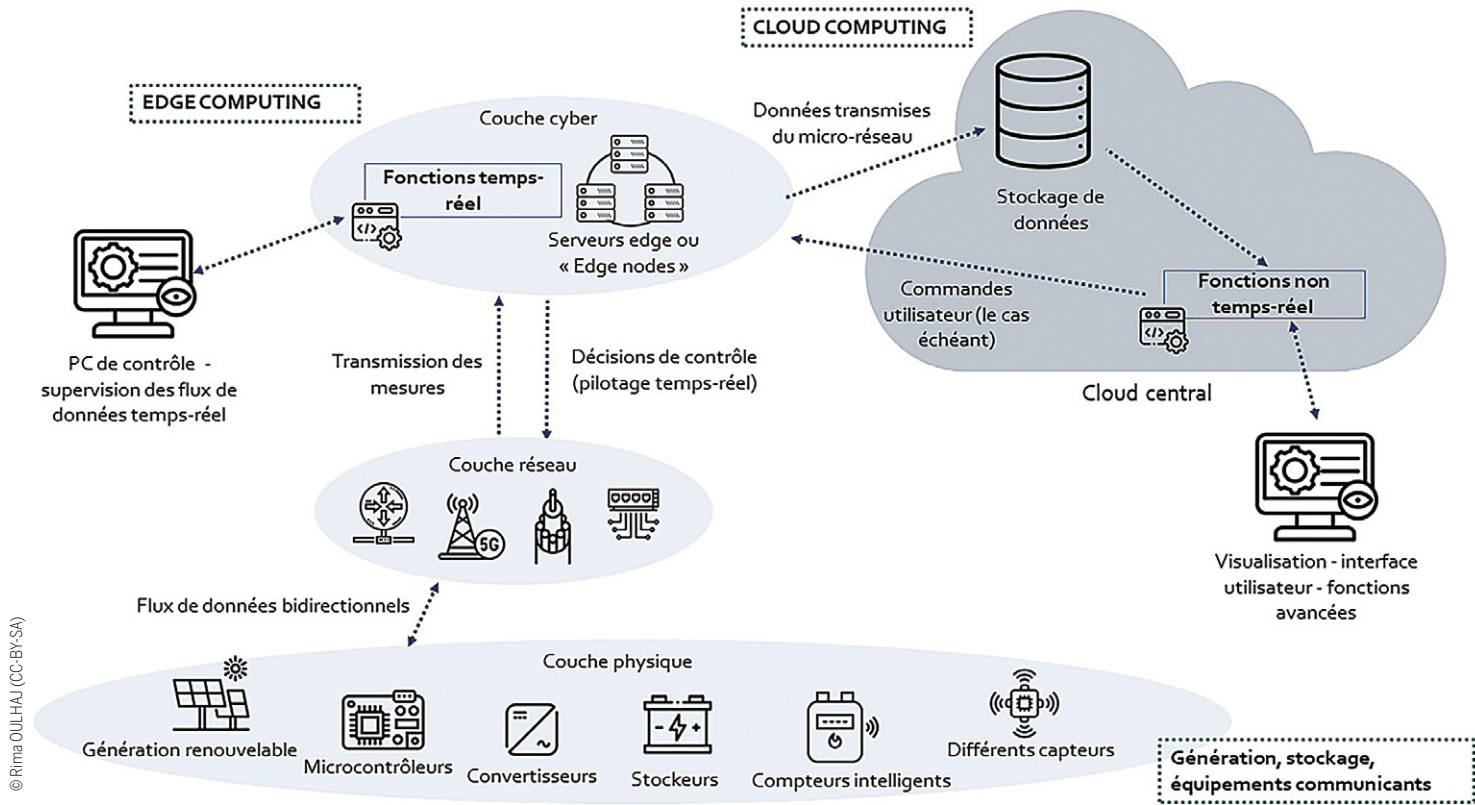 CLOUD COMPUTING
EDGE COMPUTING
Couche cyber
Fonctions temps-
réel
Serveurs edge ou
« Edge nodes »
Données transmises
du micro-réseau
Stockage de
données
Fonctions non
temps-réel
Commandes
utilisateur (le cas
échéant)
Cloud central
PC de contrôle -
supervision des flux de
données temps-réel
Transmission des
mesures
Décisions de contrôle
(pilotage temps-réel)
Couche réseau
5G
Visualisation - interface
utilisateur - fonctions
avancées
Flux de données bidirectionnels
Couche physique
Génération renouvelable
Microcontrôleurs
Convertisseurs
Stockeurs
Compteurs intelligents
Différents capteurs
Génération, stockage,
équipements communicants
© Rima OULHAJ (CC-BY-SA)